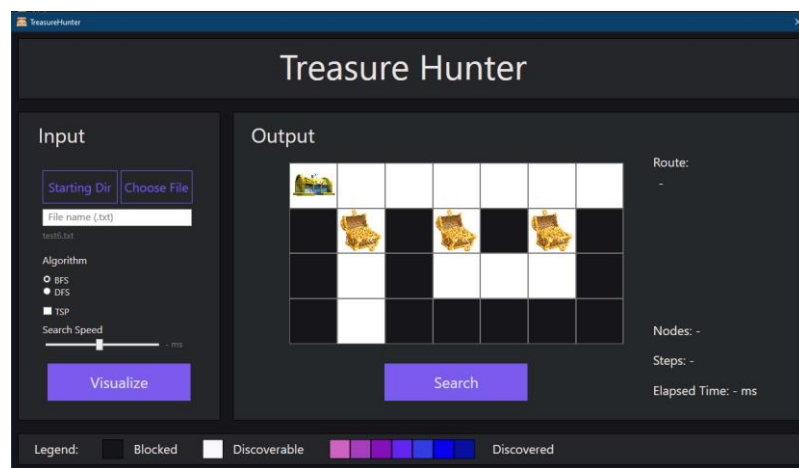 TreasureHunter
Treasure Hunter
Input
Starting Dir Choose File
File name (.txt)
test6.txt
Algorithm
BFS
DFS
TSP
Search Speed
- ms
Visualize
Output
Search
Route:
-
Nodes: -
Steps: -
Elapsed Time: - ms
Legend: Blocked Discoverable Discovered